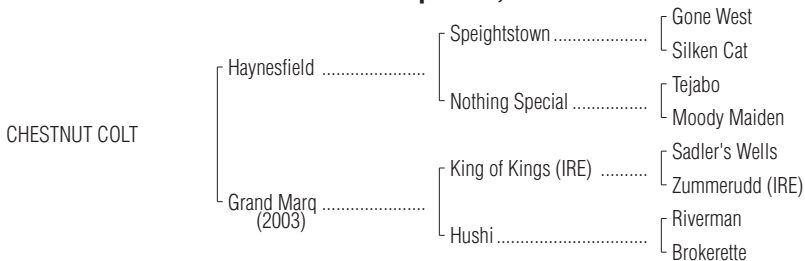 CHESTNUT COLT
Haynesfield ......................
Grand Marq ......................
(2003)
Speightstown ....................
Nothing Special ................
King of Kings (IRE) ..........
Hushi ................................
Gone West
Silken Cat
Tejabo
Moody Maiden
Sadler's Wells
Zummerudd (IRE)
Riverman
Brokerette